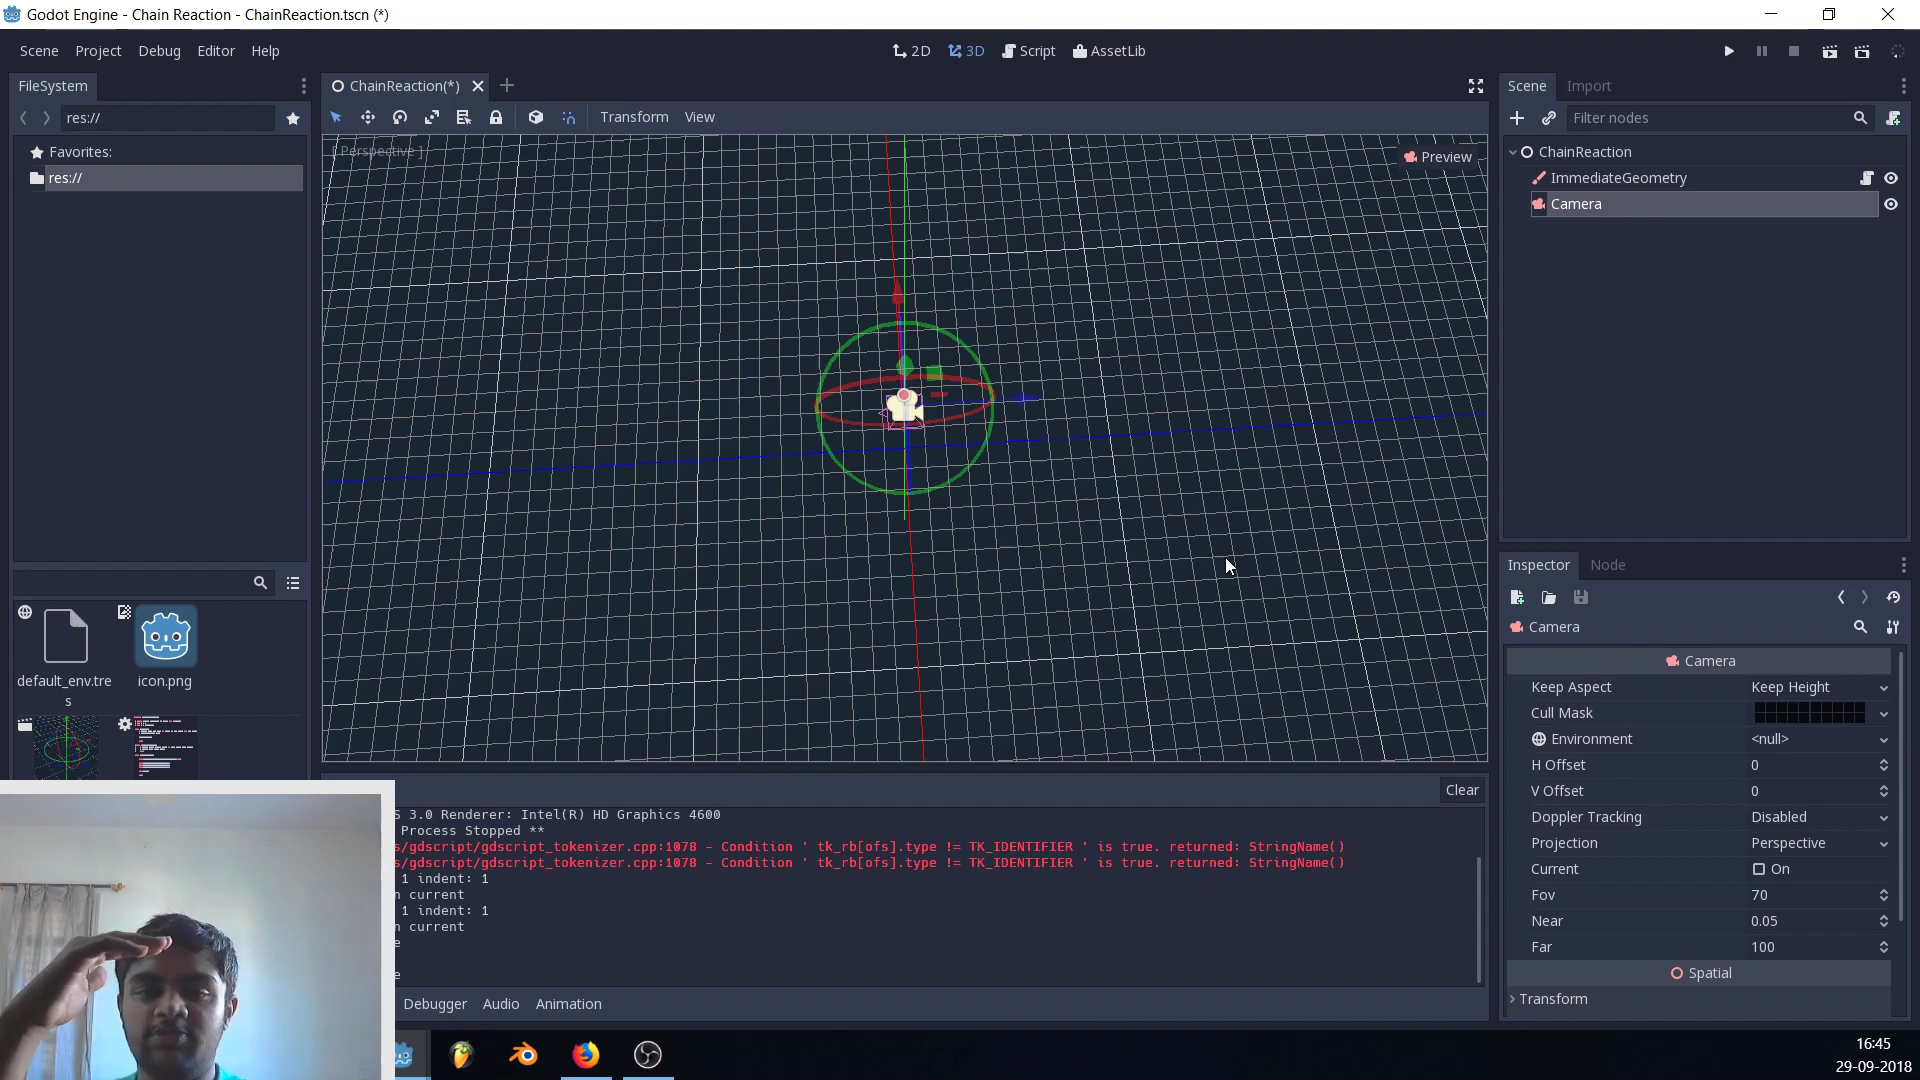 Godot Engine - Chain Reaction - ChainReaction.tscn (*)
Scene Project Debug Editor Help
2D 3D Script AssetLib
FileSystem
res://
Favorites:
res://
default_env.tre
s
icon.png
ChainReaction(*)
Transform View
[ Perspective ]
Preview
Clear
S 3.0 Renderer: Intel(R) HD Graphics 4600
Process Stopped **
s/gdscript/gdscript_tokenizer.cpp:1078 - Condition ' tk_rb[ofs].type != TK_IDENTIFIER ' is true. returned: StringName()
s/gdscript/gdscript_tokenizer.cpp:1078 - Condition ' tk_rb[ofs].type != TK_IDENTIFIER ' is true. returned: StringName()
1 indent: 1
n current
1 indent: 1
n current
e
e
Debugger Audio Animation
Scene Import
Filter nodes
ChainReaction
ImmediateGeometry
Camera
Inspector Node
Camera
Camera
Keep Aspect Keep Height
Cull Mask
Environment <null>
H Offset 0
V Offset 0
Doppler Tracking Disabled
Projection Perspective
Current On
Fov 70
Near 0.05
Far 100
Spatial
Transform
16:45
29-09-2018